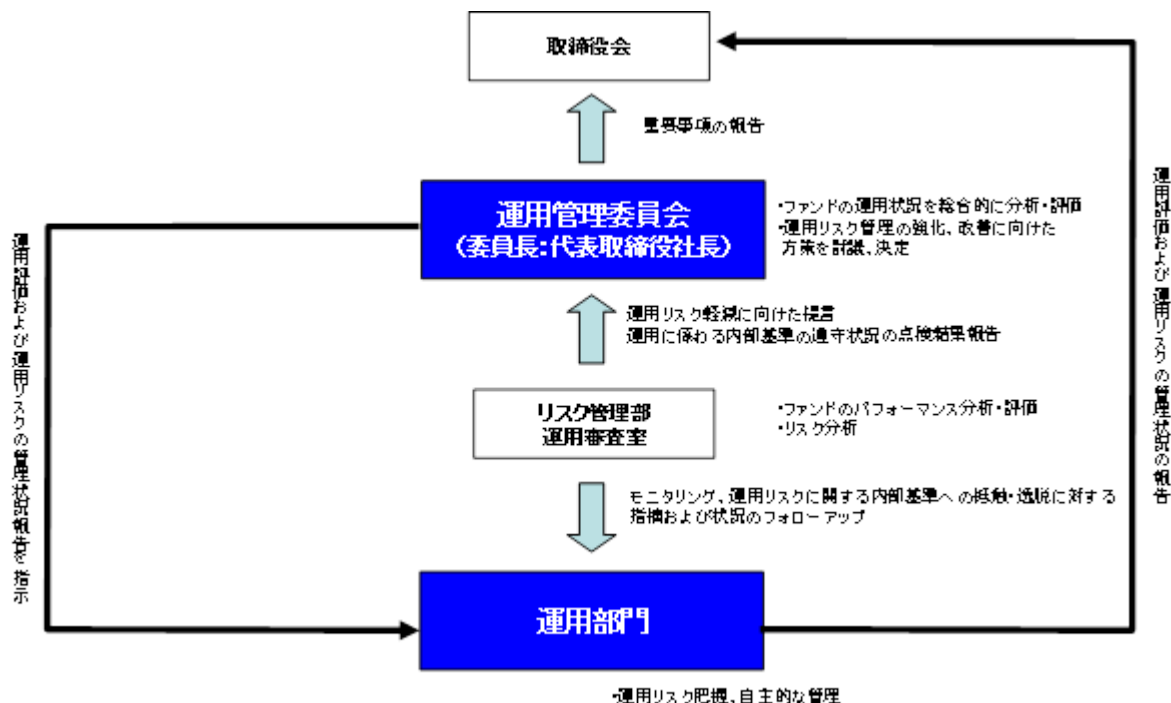 取締役会
重要事項の報告
運用管理委員会
（委員長：代表取締役社長）
・ファンドの運用状況を総合的に分析・評価
・運用リスク管理の強化、改善に向けた
方策を討議、決定
運用リスク軽減に向けた提言
運用に係わる内部基準の遵守状況の点検結果報告
リスク管理部
運用審査室
・ファンドのパフォーマンス分析・評価
・リスク分析
モニタリング、運用リスクに関する内部基準への抵触・逸脱に対する
指摘および状況のフォローアップ
運用部門
・運用リスク把握、自主的な管理
運用評価および運用リスクの管理状況報告を指示
運用評価および運用リスクの管理状況の報告